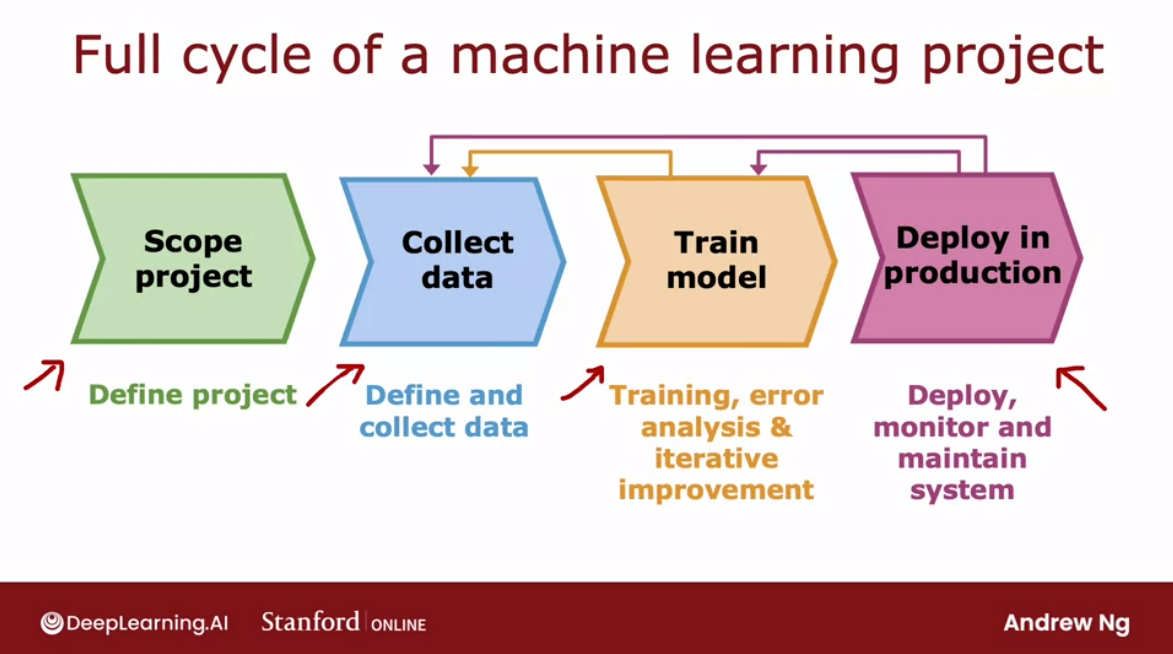 Full cycle of a machine learning project
Scope
project
Collect
data
Train
model
Deploy in
production
Define project
Define and
collect data
Training, error
analysis &
iterative
improvement
Deploy,
monitor and
maintain
system
DeepLearning.AI
Stanford ONLINE
Andrew Ng